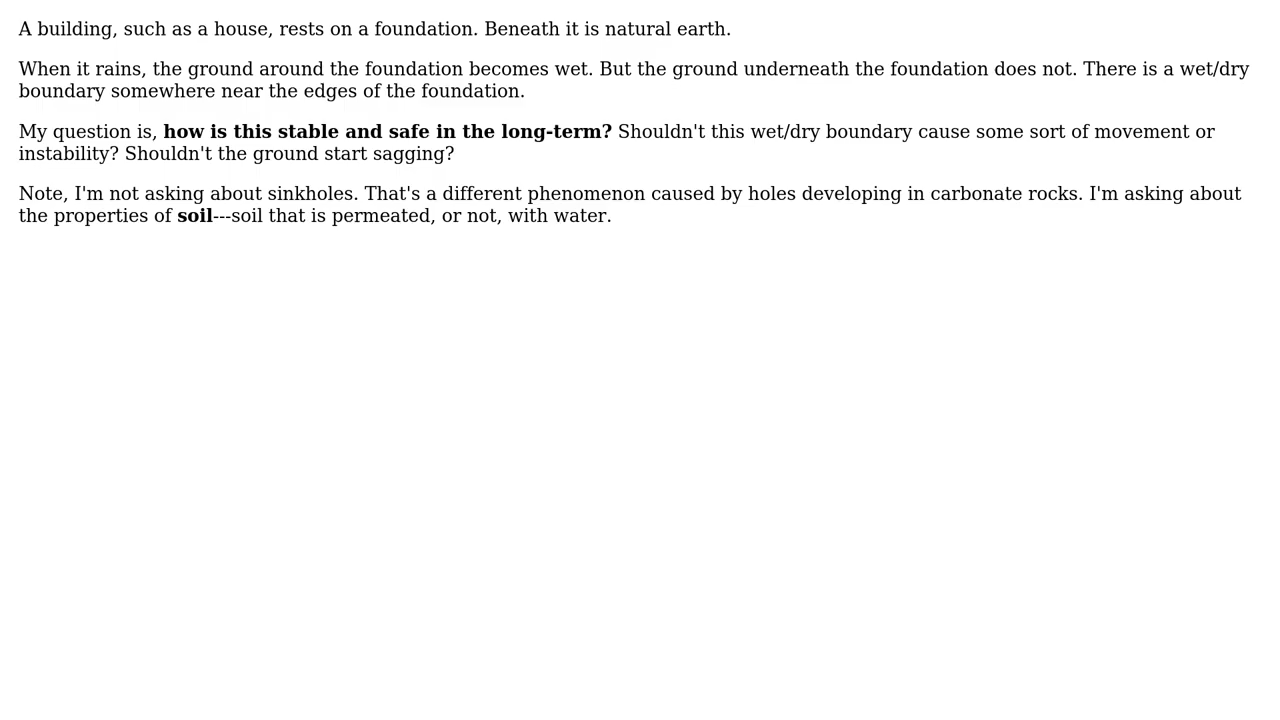 A building, such as a house, rests on a foundation. Beneath it is natural earth.
When it rains, the ground around the foundation becomes wet. But the ground underneath the foundation does not. There is a wet/dry
boundary somewhere near the edges of the foundation.
My question is, how is this stable and safe in the long-term? Shouldn't this wet/dry boundary cause some sort of movement or
instability? Shouldn't the ground start sagging?
Note, I'm not asking about sinkholes. That's a different phenomenon caused by holes developing in carbonate rocks. I'm asking about
the properties of soil---soil that is permeated, or not, with water.